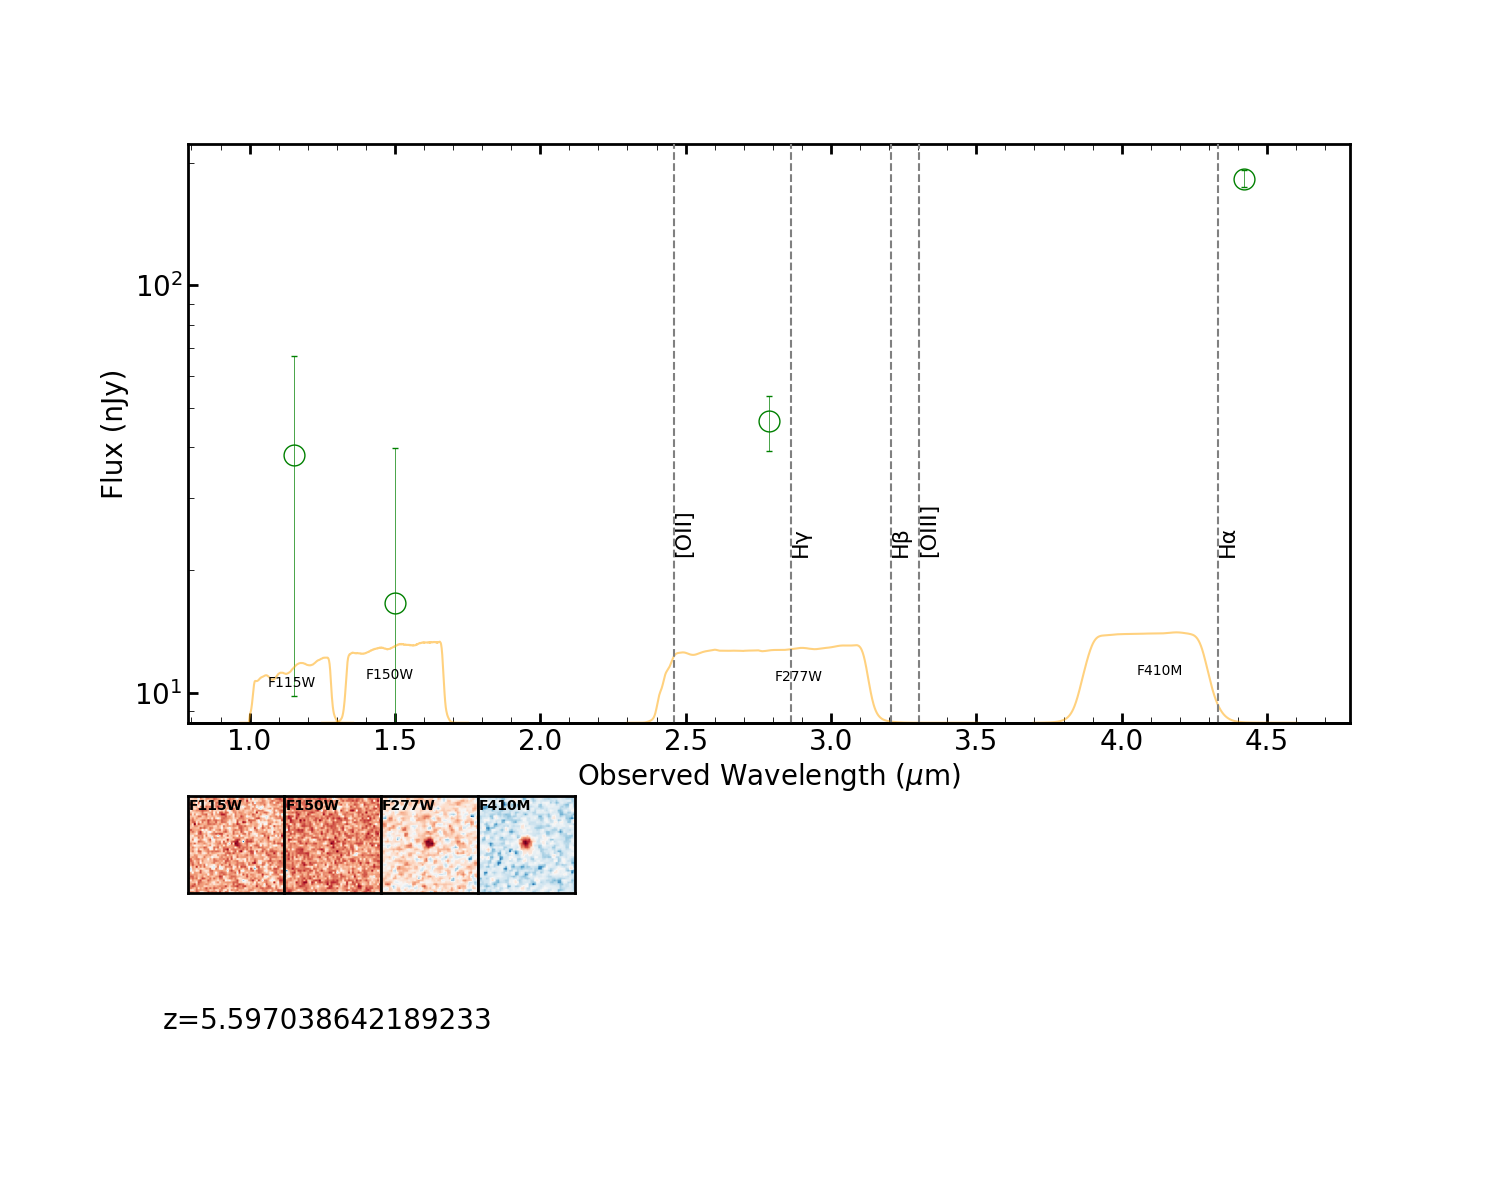 10²
10¹
Flux (nJy)
[OII]
Hγ
Hβ
[OIII]
Hα
F115W
F150W
F277W
F410M
1.0 1.5 2.0 2.5 3.0 3.5 4.0 4.5
Observed Wavelength (μm)
F115W F150W F277W F410M
z=5.597038642189233